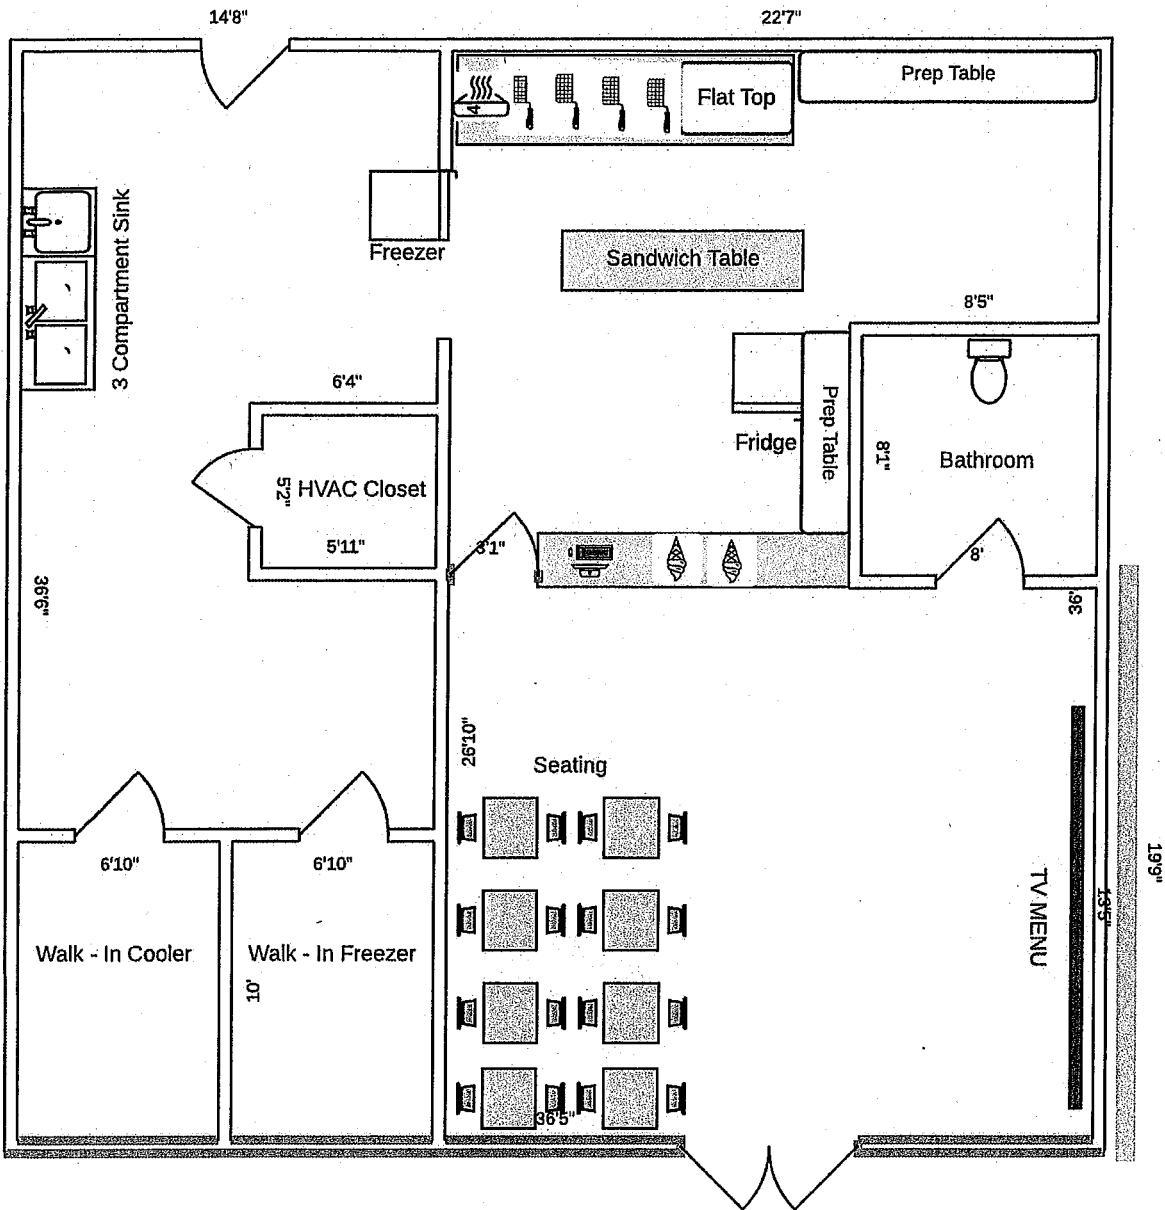 14'8"
22'7"
Prep Table
Flat Top
4
3 Compartment Sink
Freezer
Sandwich Table
8'5"
6'4"
Prep Table
Fridge
8'1"
Bathroom
5'2"
HVAC Closet
5'11"
3'1"
8'
36'6"
36'
26'10"
Seating
6'10"
6'10"
19'9"
13'5"
TV MENU
Walk - In Cooler
Walk - In Freezer
10'
36'5"